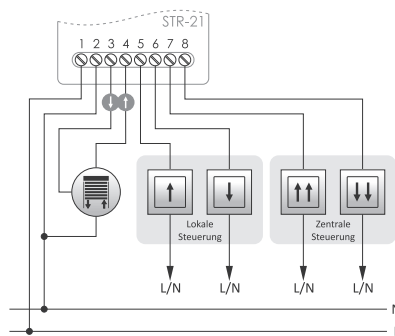 STR-21
1 2 3 4 5 6 7 8
Lokale
Steuerung
Zentrale
Steuerung
L/N L/N L/N L/N
N